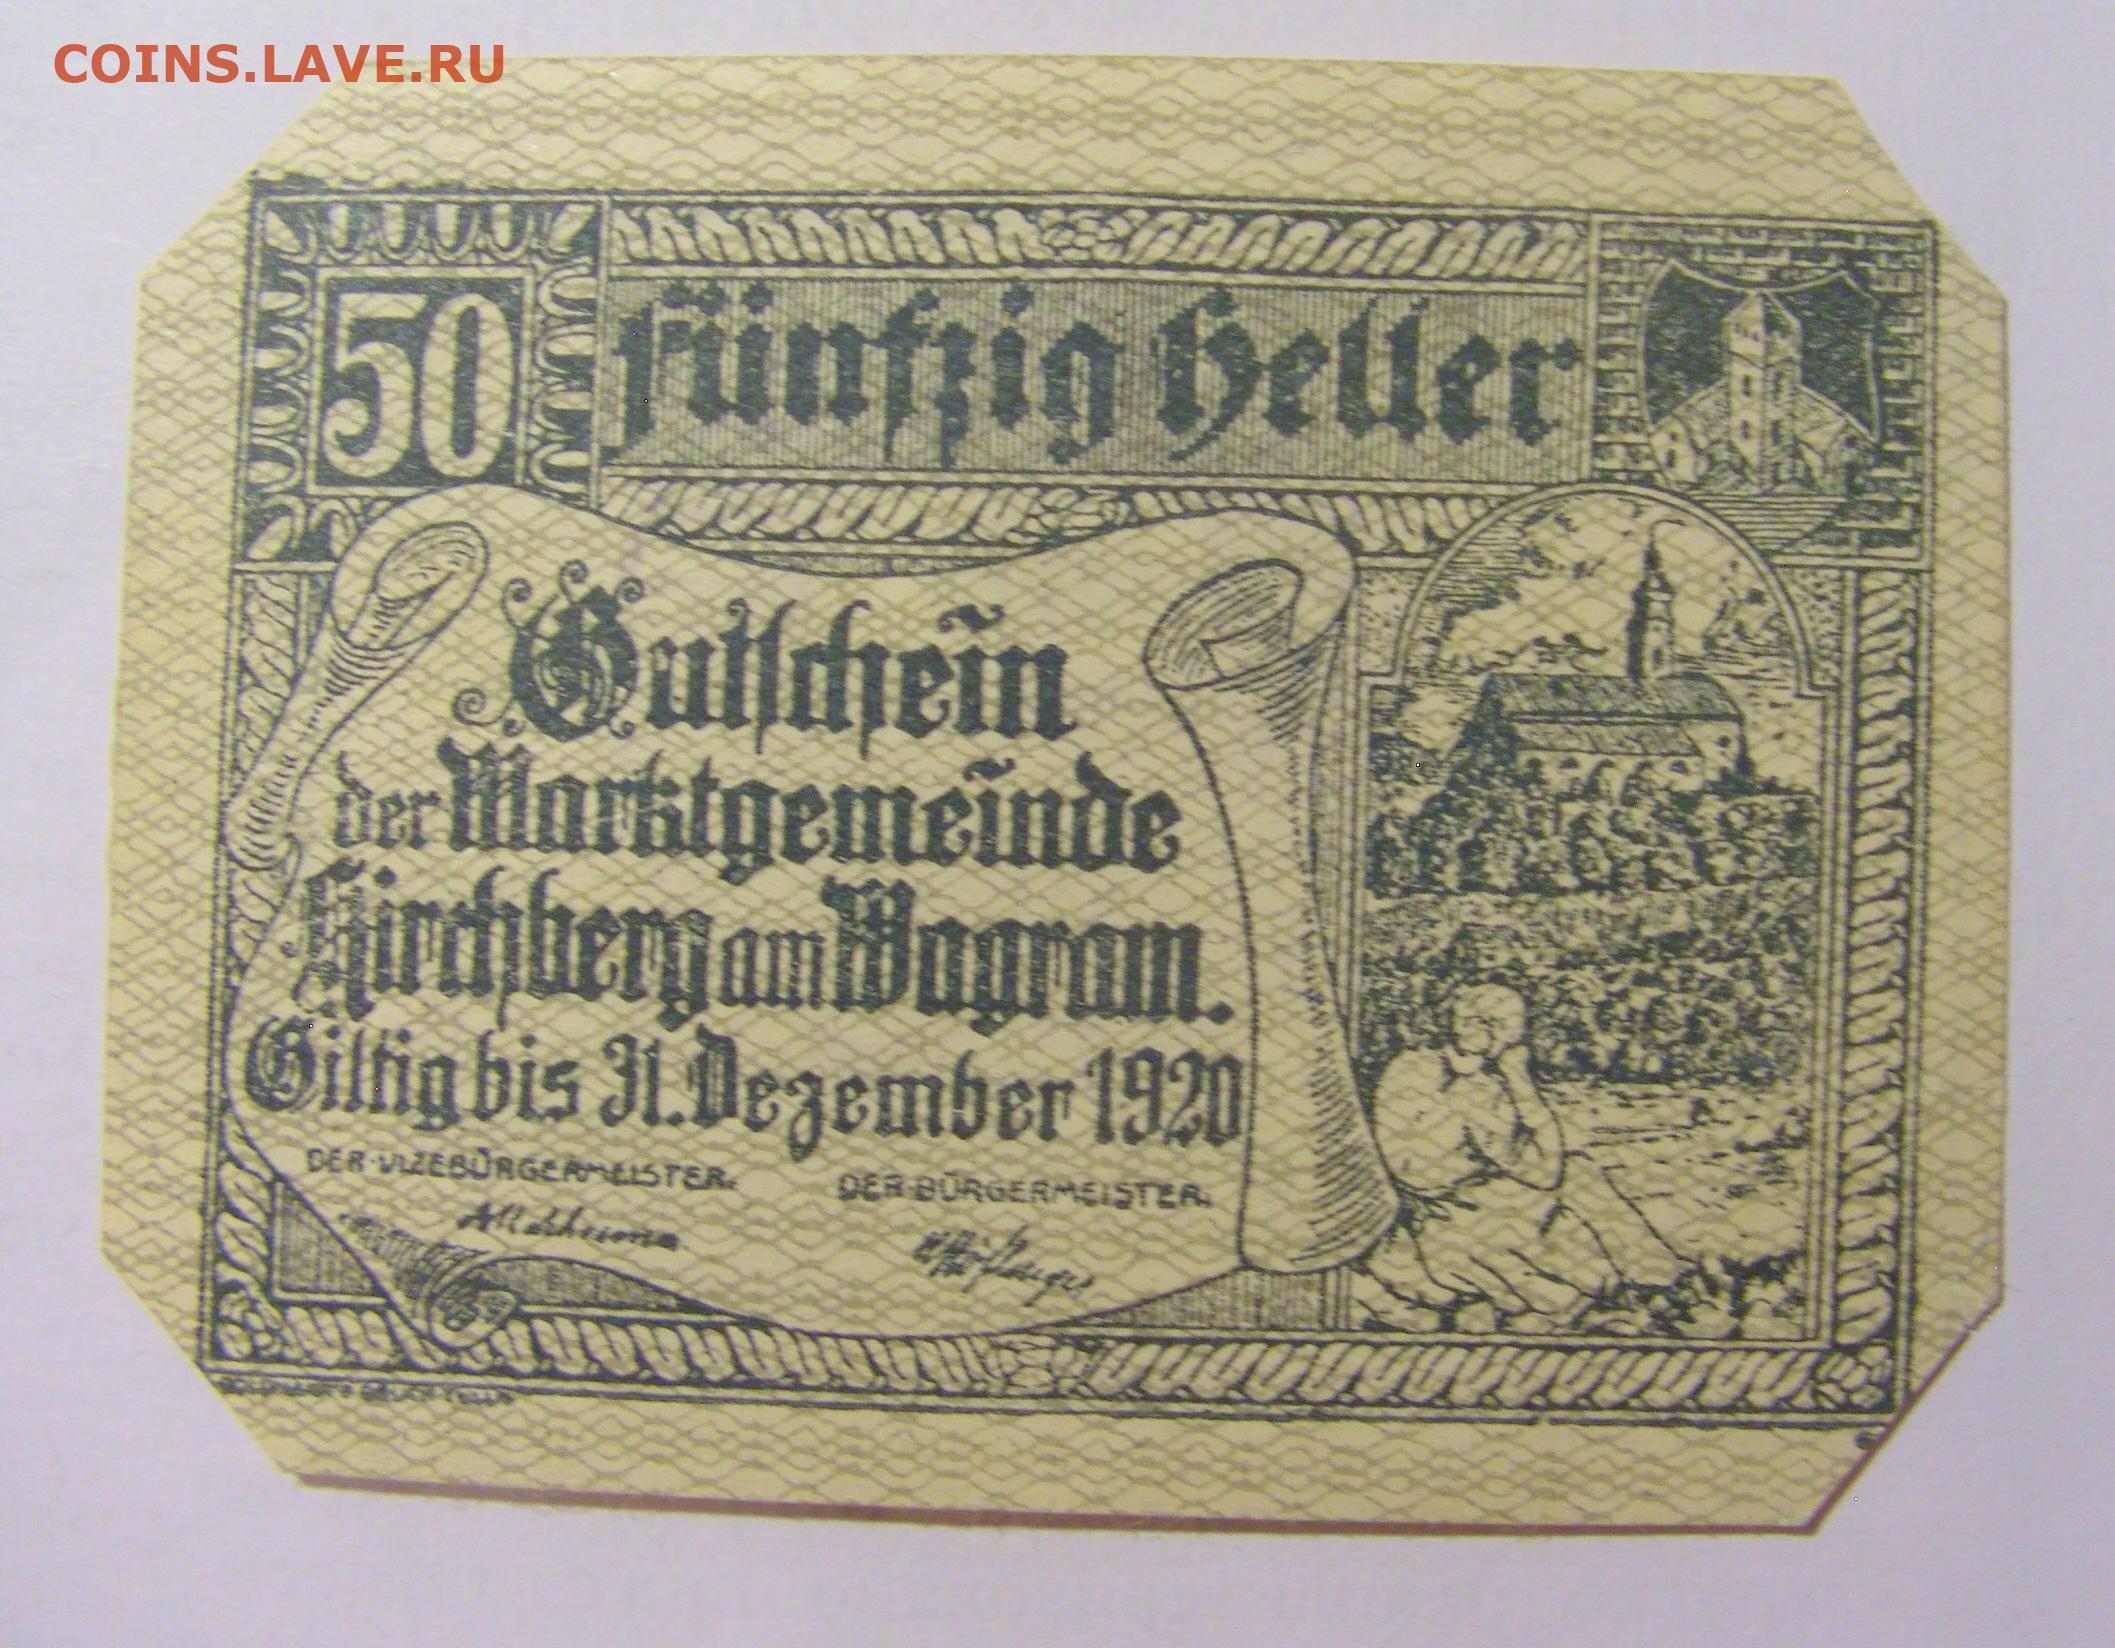 COINS.LAVE.RU
50
Fünfzig Heller
Gutschein
der Marktgemeinde
Kirchberg am Wagram.
Giltig bis 31. Dezember 1920
DER·VIZEBÜRGERMEISTER.
DER:BÜRGERMEISTER.